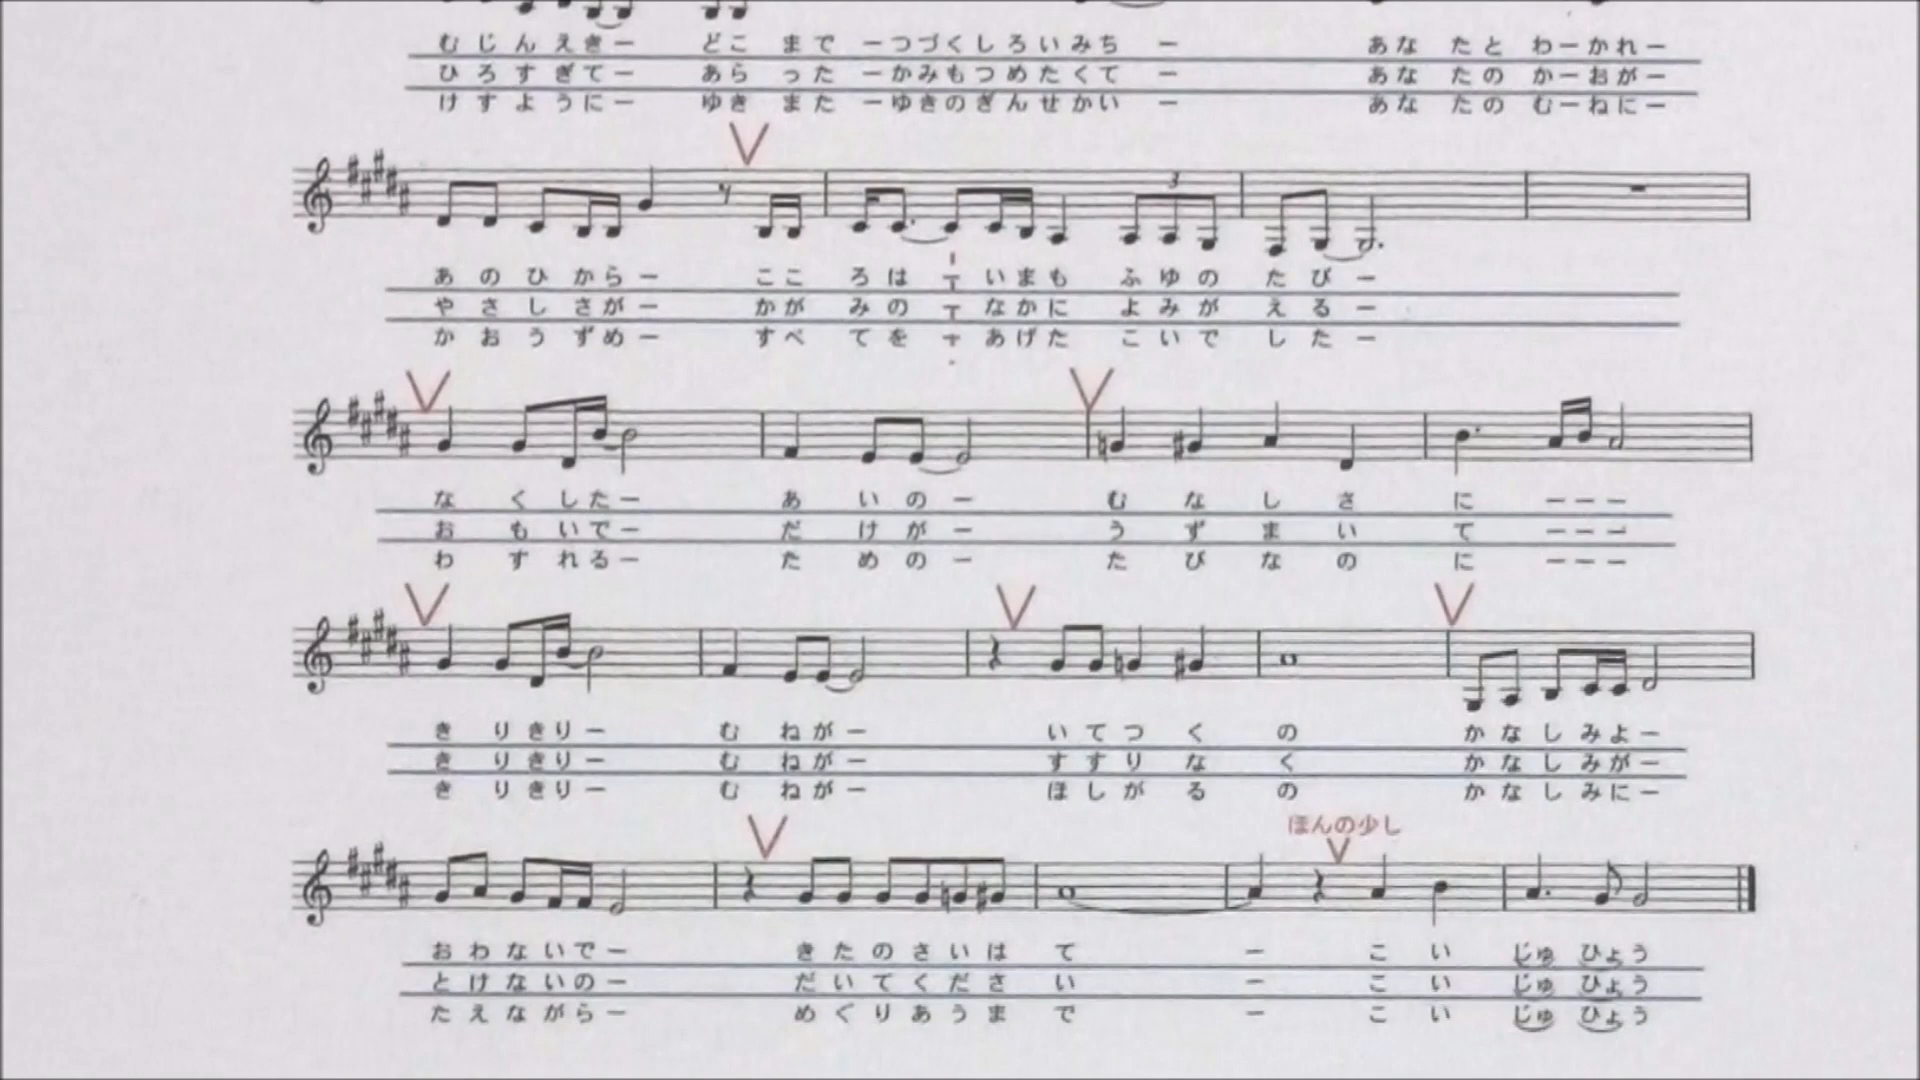 むじんえきー どこ まで ーつづくしろいみち ー あな たと わーかれー
ひろすぎてー あら った ーかみもつめたくて ー あな たの かーおがー
けすようにー ゆき また ーゆきのぎんせかい ー あな たの むーねにー
3
あのひ からー ここ ろは ー いまも ふゆの たびー
やさし さがー かが みの ー なかに よみが えるー
かおう ずめー すべ てを ー あげた こいで したー
な く したー あ いのー む な し さ に ーーー
お も いでー だ けがー う ず ま い て ーーー
わ す れるー た めのー た び な の に ーーー
き りきりー む ねがー いてつ く の かなしみよー
き りきりー む ねがー すすり な く かなしみがー
き りきりー む ねがー ほしが る の かなしみにー
ほんの少し
おわないでー きたのさいは て ー こ い じゅ ひょう
とけないのー だいてくださ い ー こ い じゅ ひょう
たえながらー めぐりあうま で ー こ い じゅ ひょう